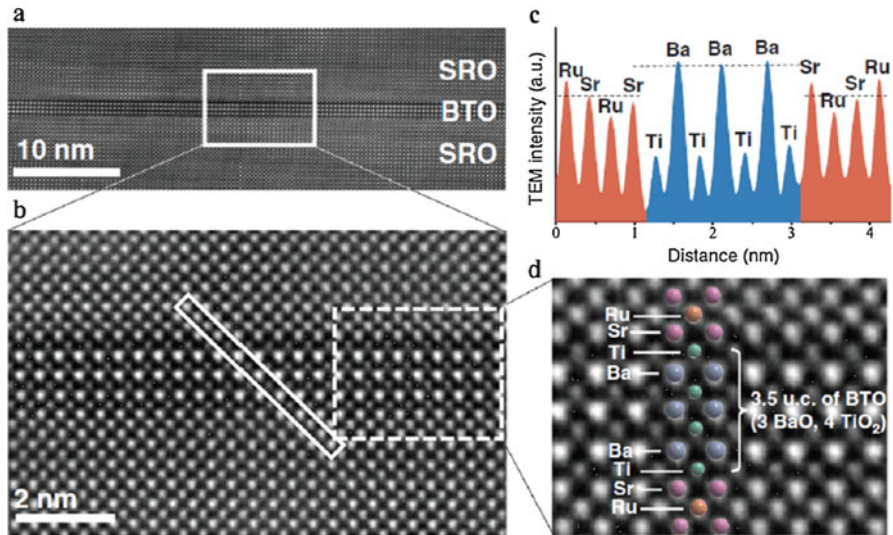 a
SRO
BTO
SRO
10 nm
b
2 nm
c
TEM intensity (a.u.)
Ru Sr Ru Sr Ti Ba Ti Ba Ti Ba Ti Sr Ru Sr Ru
0 1 2 3 4
Distance (nm)
d
Ru
Sr
Ti
Ba
3.5 u.c. of BTO
(3 BaO, 4 TiO₂)
Ba
Ti
Sr
Ru